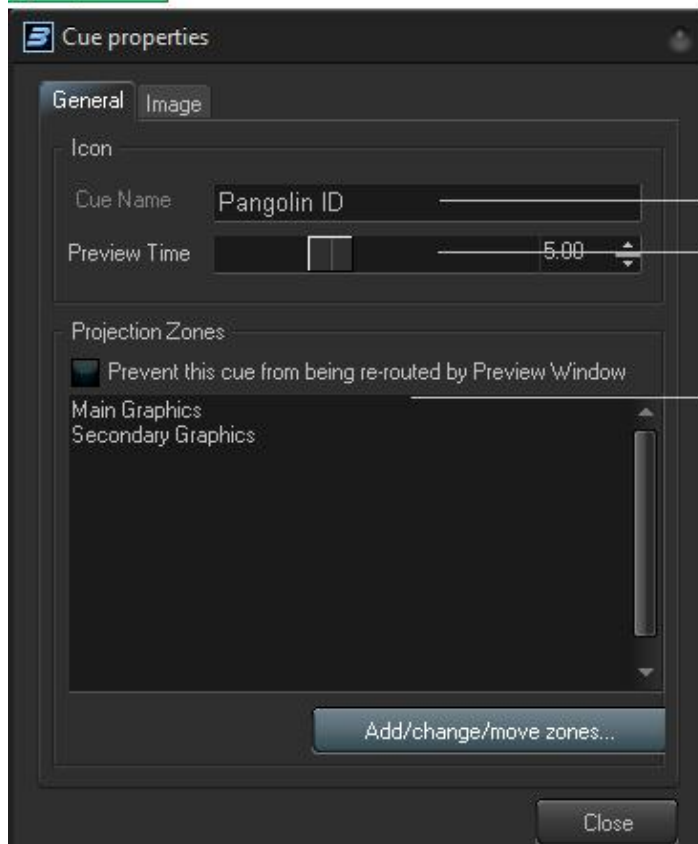 Cue properties
General Image
Icon
Cue Name Pangolin ID
Preview Time 5.00
Projection Zones
Prevent this cue from being re-routed by Preview Window
Main Graphics
Secondary Graphics
Add/change/move zones...
Close